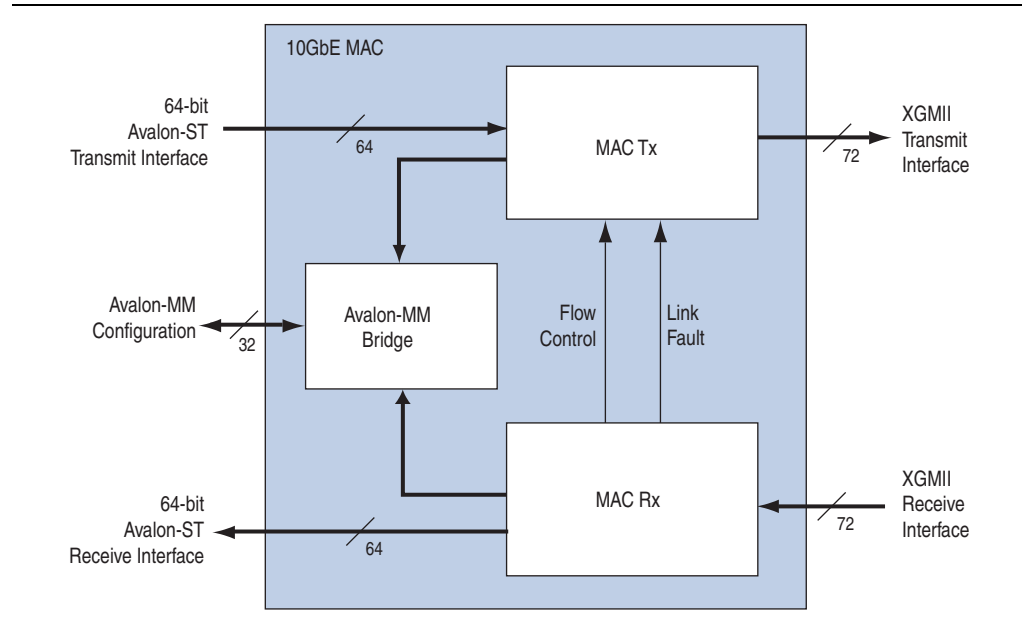 10GbE MAC
64-bit
Avalon-ST
Transmit Interface
64
MAC Tx
72
XGMII
Transmit
Interface
Avalon-MM
Configuration
32
Avalon-MM
Bridge
Flow
Control
Link
Fault
64-bit
Avalon-ST
Receive Interface
64
MAC Rx
72
XGMII
Receive
Interface